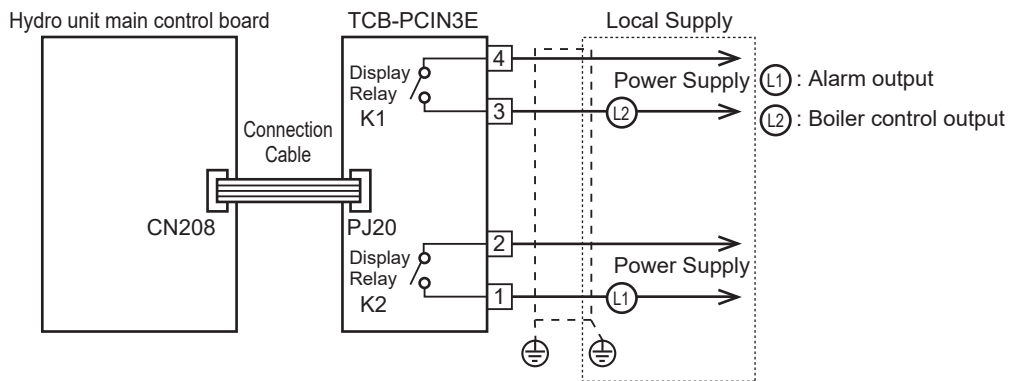 Hydro unit main control board
TCB-PCIN3E
Local Supply
Display
Relay
K1
4
3
Power Supply
L2
L1 : Alarm output
L2 : Boiler control output
Connection
Cable
CN208
PJ20
Display
Relay
K2
2
1
Power Supply
L1